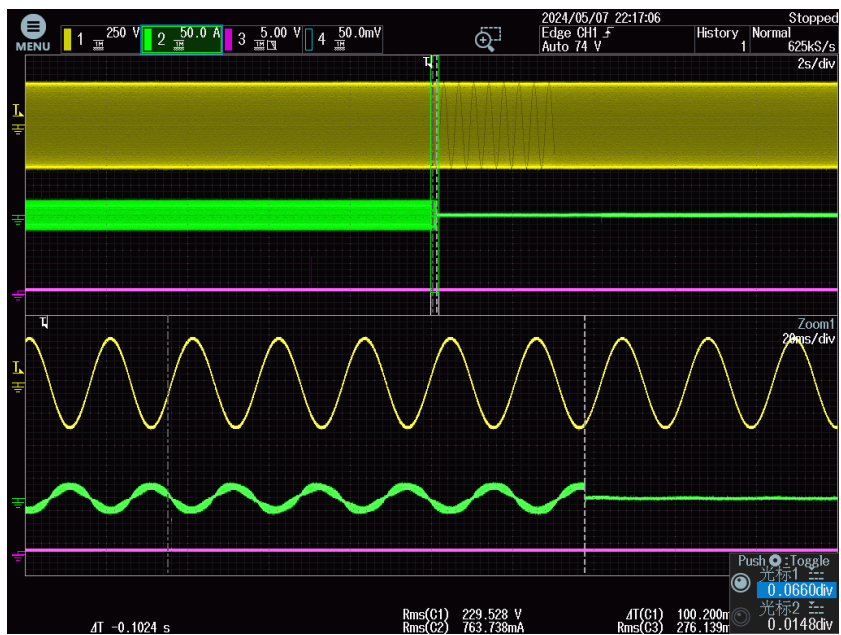 2024/05/07 22:17:06 Stopped
MENU 1 250 V 2 50.0 A 3 5.00 V 4 50.0mV Edge CH1 History Normal
Auto 74 V 1 625kS/s
2s/div
Zoom1
20ms/div
Push :Toggle
光标1
0.0660div
光标2
0.0148div
Rms(C1) 229.528 V ΔT(C1) 100.200m
ΔT -0.1024 s Rms(C2) 763.738mA Rms(C3) 276.139m